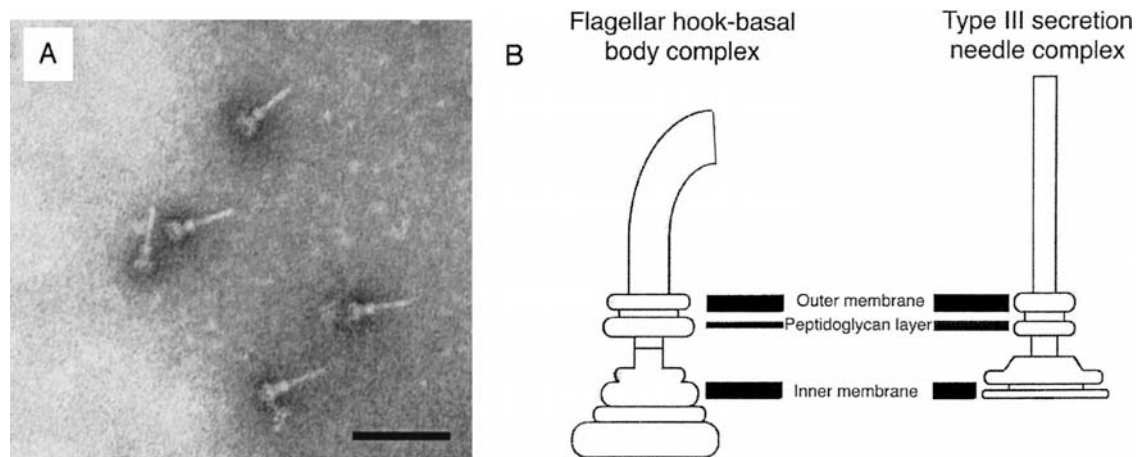 A
B
Flagellar hook-basal
body complex
Type III secretion
needle complex
Outer membrane
Peptidoglycan layer
Inner membrane